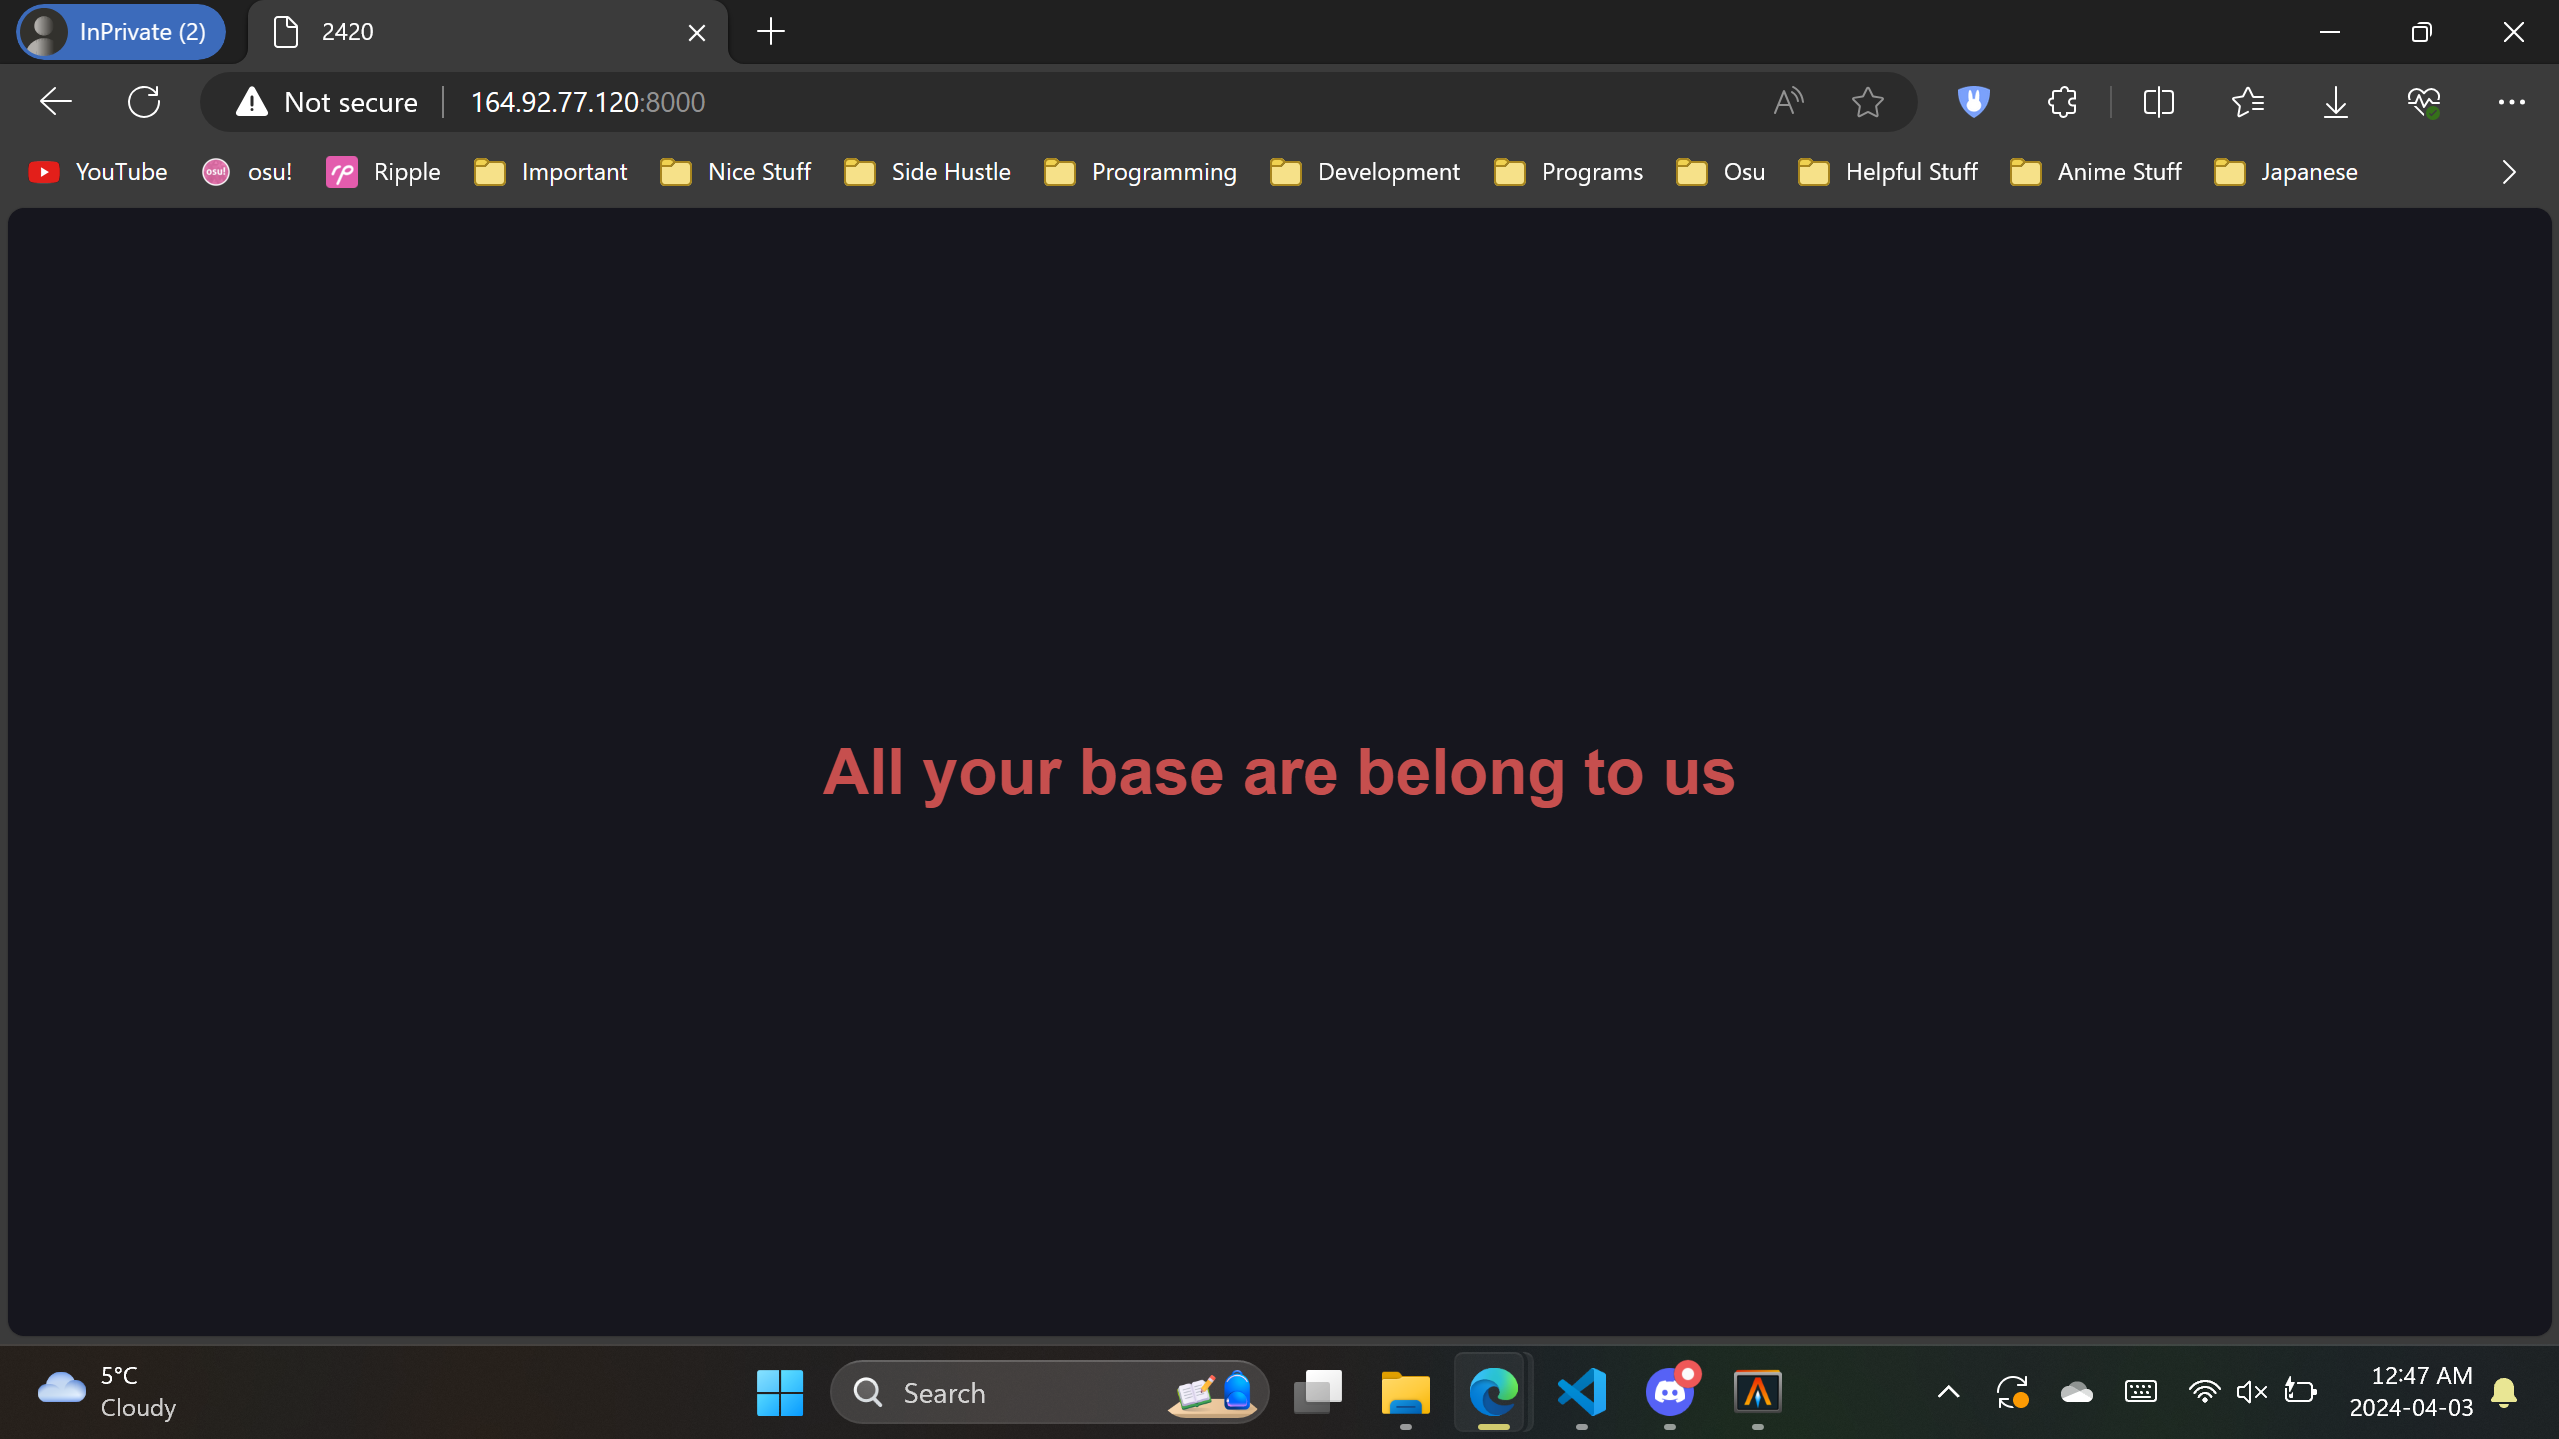 InPrivate (2)
2420
Not secure
164.92.77.120:8000
YouTube
osu!
osu!
rp
Ripple
Important
Nice Stuff
Side Hustle
Programming
Development
Programs
Osu
Helpful Stuff
Anime Stuff
Japanese
All your base are belong to us
5°C
Cloudy
Search
12:47 AM
2024-04-03